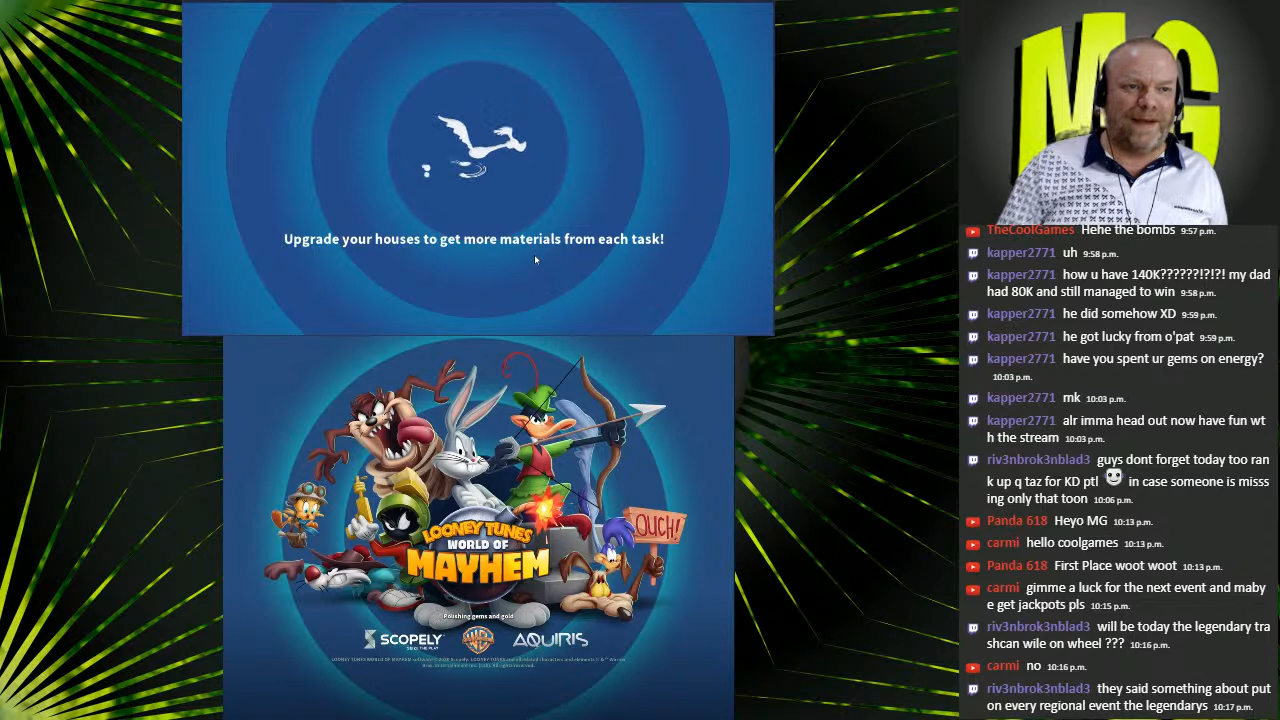 Upgrade your houses to get more materials from each task!
OUCH!
LOONEY TUNES
WORLD OF
MAYHEM
Polishing gems and gold
SCOPELY
AQUIRIS
MG
TheCoolGames Hehe the bombs 9:57 p.m.
kapper2771 uh 9:58 p.m.
kapper2771 how u have 140K??????!?!?! my dad
had 80K and still managed to win 9:58 p.m.
kapper2771 he did somehow XD 9:59 p.m.
kapper2771 he got lucky from o'pat 9:59 p.m.
kapper2771 have you spent ur gems on energy?
10:03 p.m.
kapper2771 mk 10:03 p.m.
kapper2771 alr imma head out now have fun wt
h the stream 10:03 p.m.
riv3nbrok3nblad3 guys dont forget today too ran
k up q taz for KD ptl in case someone is misss
ing only that toon 10:06 p.m.
Panda 618 Heyo MG 10:13 p.m.
carmi hello coolgames 10:13 p.m.
Panda 618 First Place woot woot 10:13 p.m.
carmi gimme a luck for the next event and maby
e get jackpots pls 10:15 p.m.
riv3nbrok3nblad3 will be today the legendary tra
shcan wile on wheel ??? 10:16 p.m.
carmi no 10:16 p.m.
riv3nbrok3nblad3 they said something about put
on every regional event the legendarys 10:17 p.m.